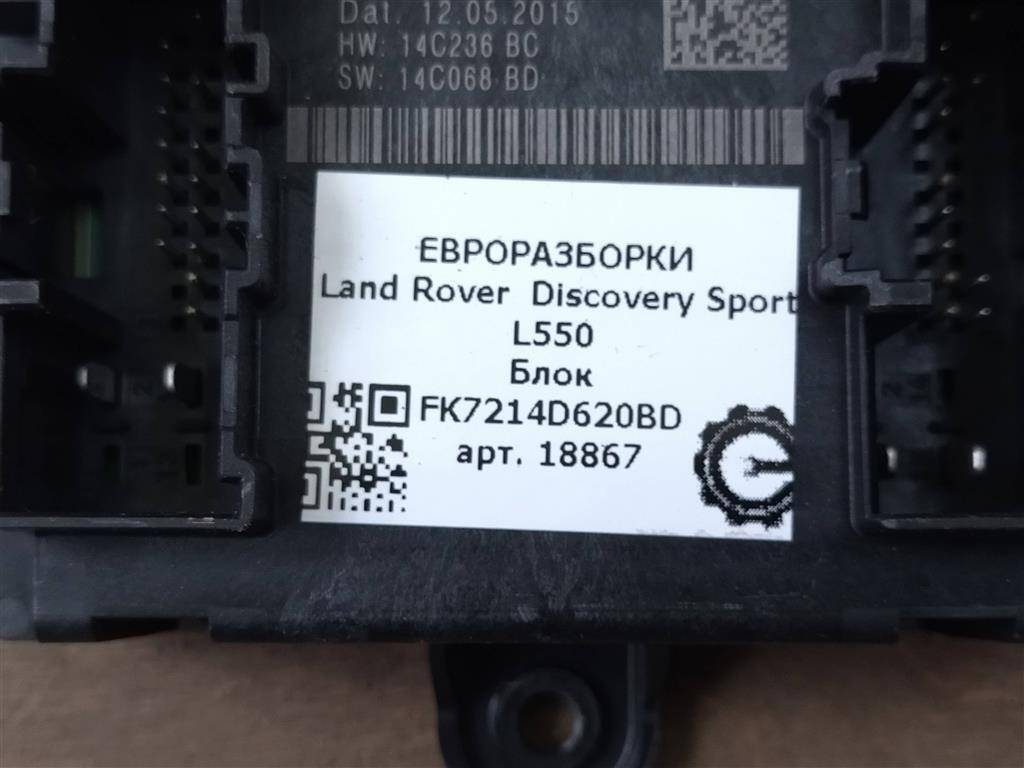 Dat. 12.05.2015
HW: 14C236 BC
SW: 14C068 BD
ЕВРОРАЗБОРКИ
Land Rover Discovery Sport
L550
Блок
FK7214D620BD
арт. 18867